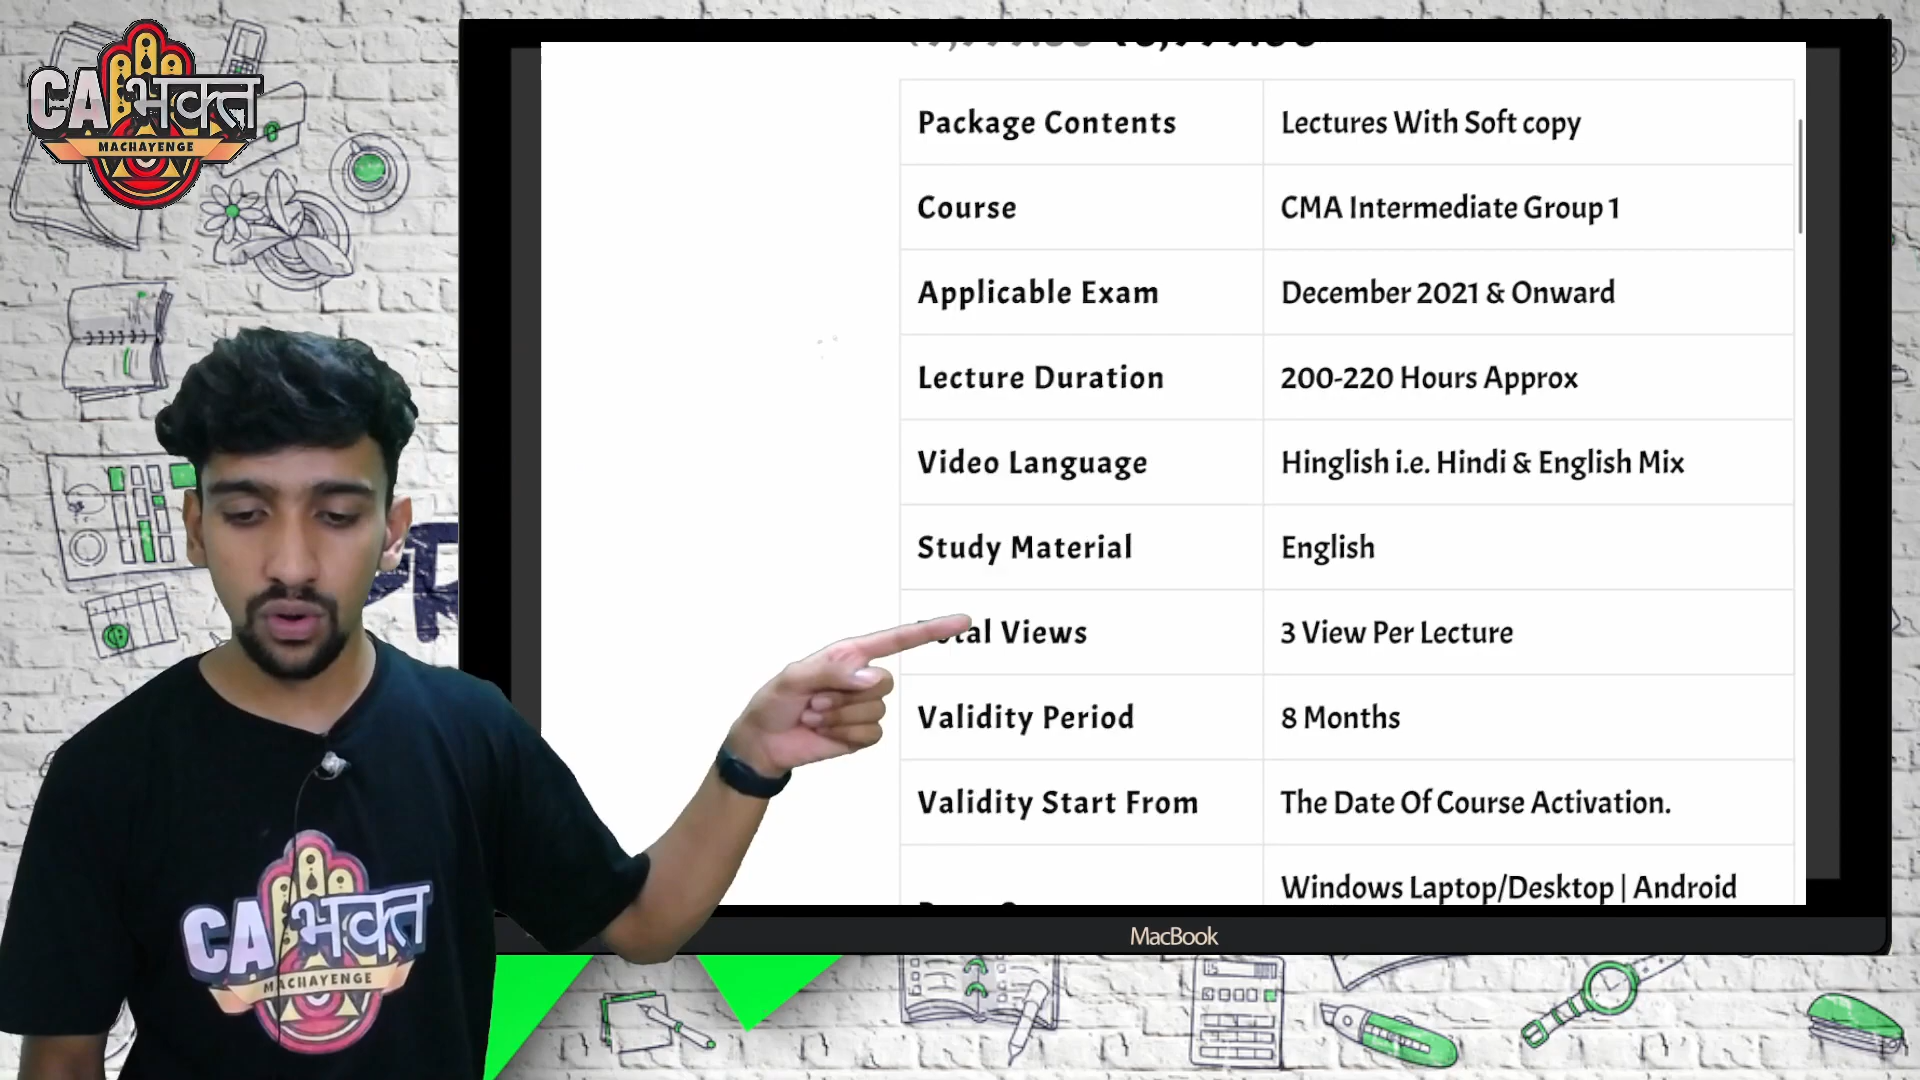 CA भक्त
MACHAYENGE
Package Contents Lectures With Soft copy
Course CMA Intermediate Group 1
Applicable Exam December 2021 & Onward
Lecture Duration 200-220 Hours Approx
Video Language Hinglish i.e. Hindi & English Mix
Study Material English
Views 3 View Per Lecture
Validity Period 8 Months
Validity Start From The Date Of Course Activation.
Windows Laptop/Desktop | Android
MacBook
CA भक्त
MACHAYENGE